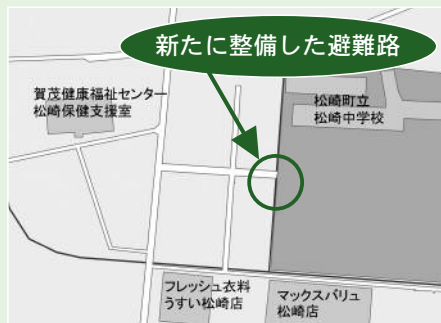 新たに整備した避難路
賀茂健康福祉センター
松崎保健支援室
松崎町立
松崎中学校
フレッシュ衣料
うすい松崎店
マックスバリュ
松崎店